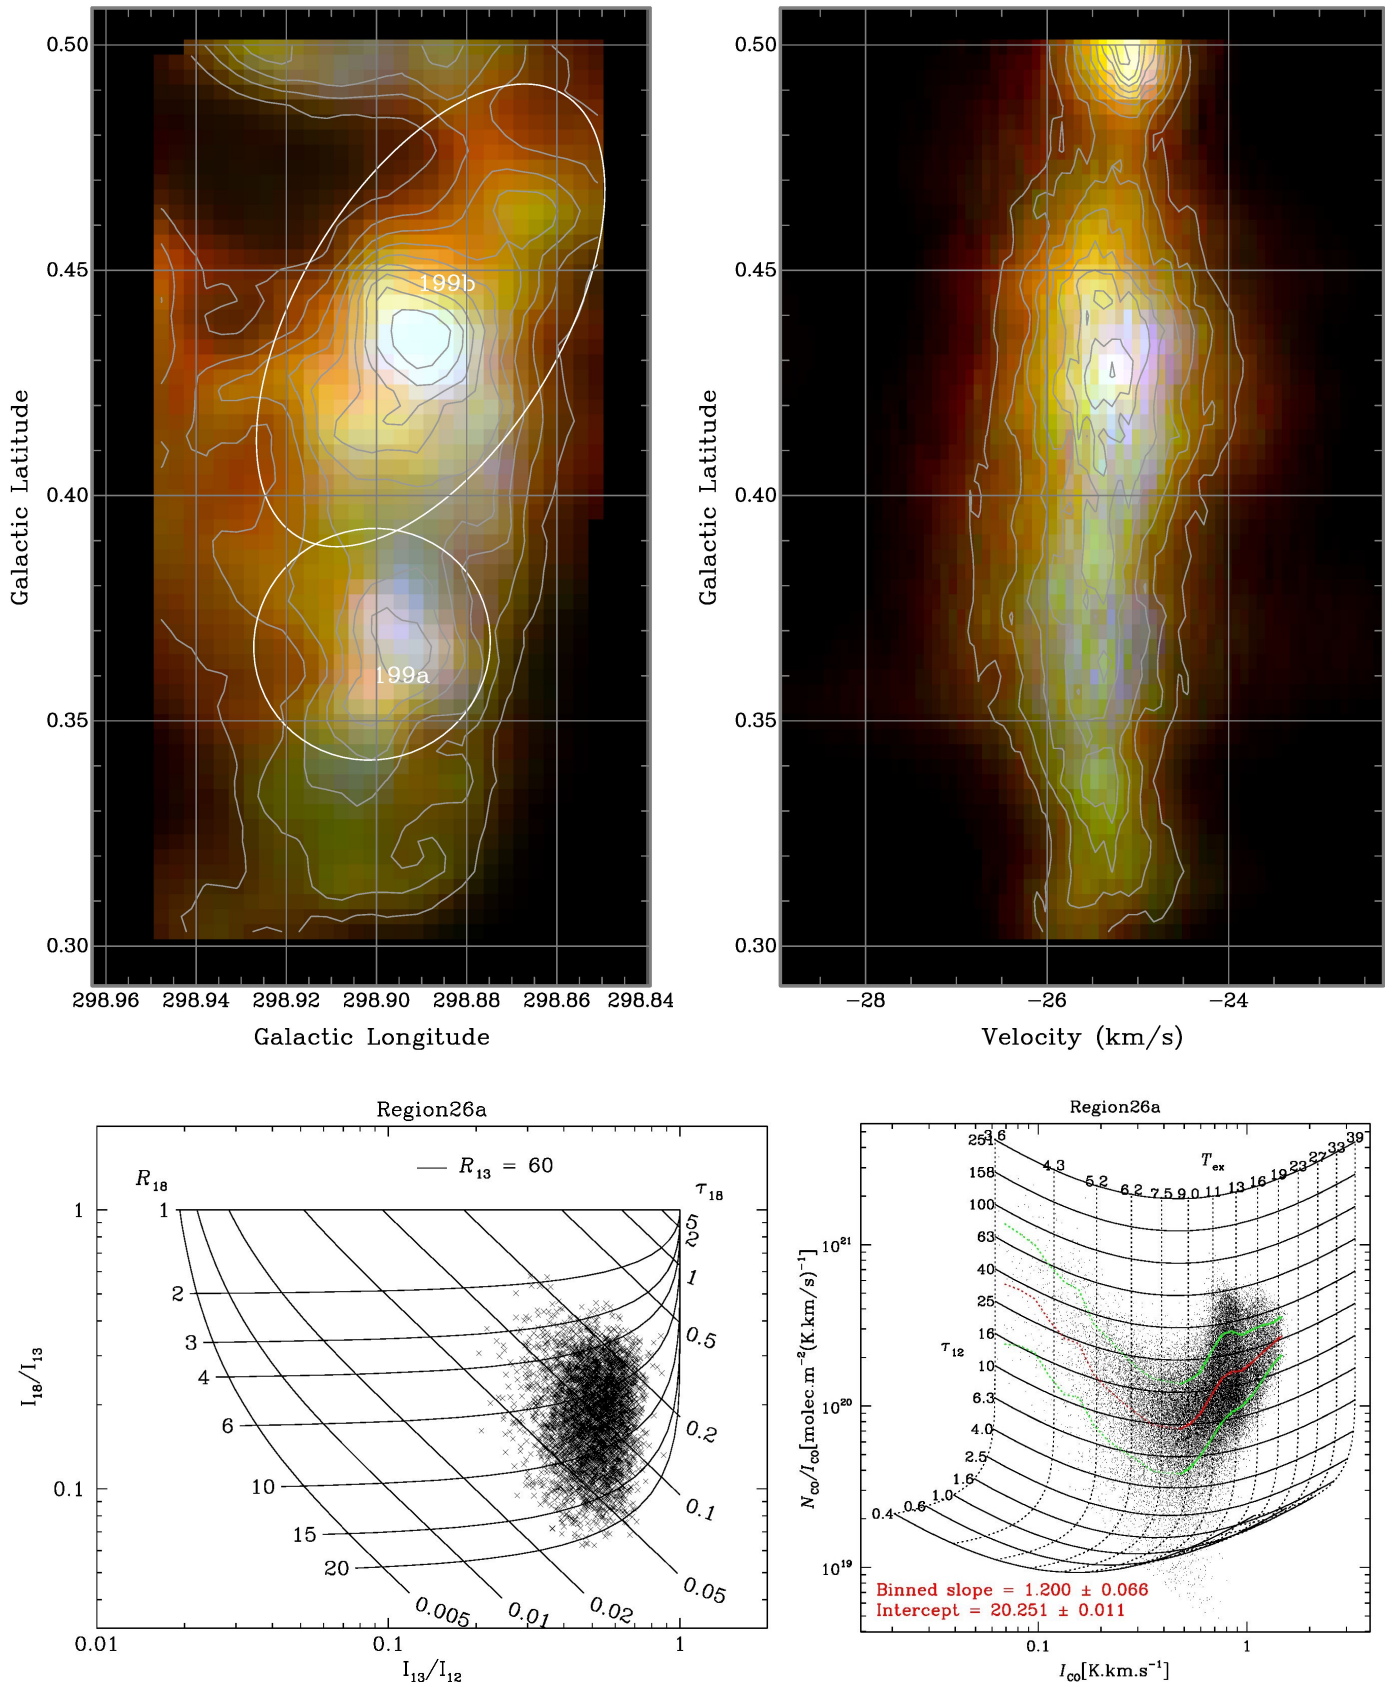 0.50
0.45
0.40
0.35
0.30
Galactic Latitude
199b
199a
298.96 298.94 298.92 298.90 298.88 298.86 298.84
Galactic Longitude
0.50
0.45
0.40
0.35
0.30
Galactic Latitude
−28 −26 −24
Velocity (km/s)
Region26a
R₁₃ = 60
R₁₈
τ₁₈
1
2
3
4
6
10
15
20
5
2
1
0.5
0.2
0.1
0.05
0.02
0.01
0.005
1
0.1
I₁₈/I₁₃
0.01 0.1 1
I₁₃/I₁₂
Region26a
Tₑₓ
3.6 4.3 5.2 6.2 7.5 9.0 11 13 16 19 23 27 33 39
251
158
100
63
40
25
16
10
6.3
4.0
2.5
1.6
1.0
0.6
0.4
τ₁₂
10²¹
10²⁰
10¹⁹
N_CO/I_CO[molec.m⁻²(K.km/s)⁻¹]
Binned slope = 1.200 ± 0.066
Intercept = 20.251 ± 0.011
0.1 1
I_CO[K.km.s⁻¹]